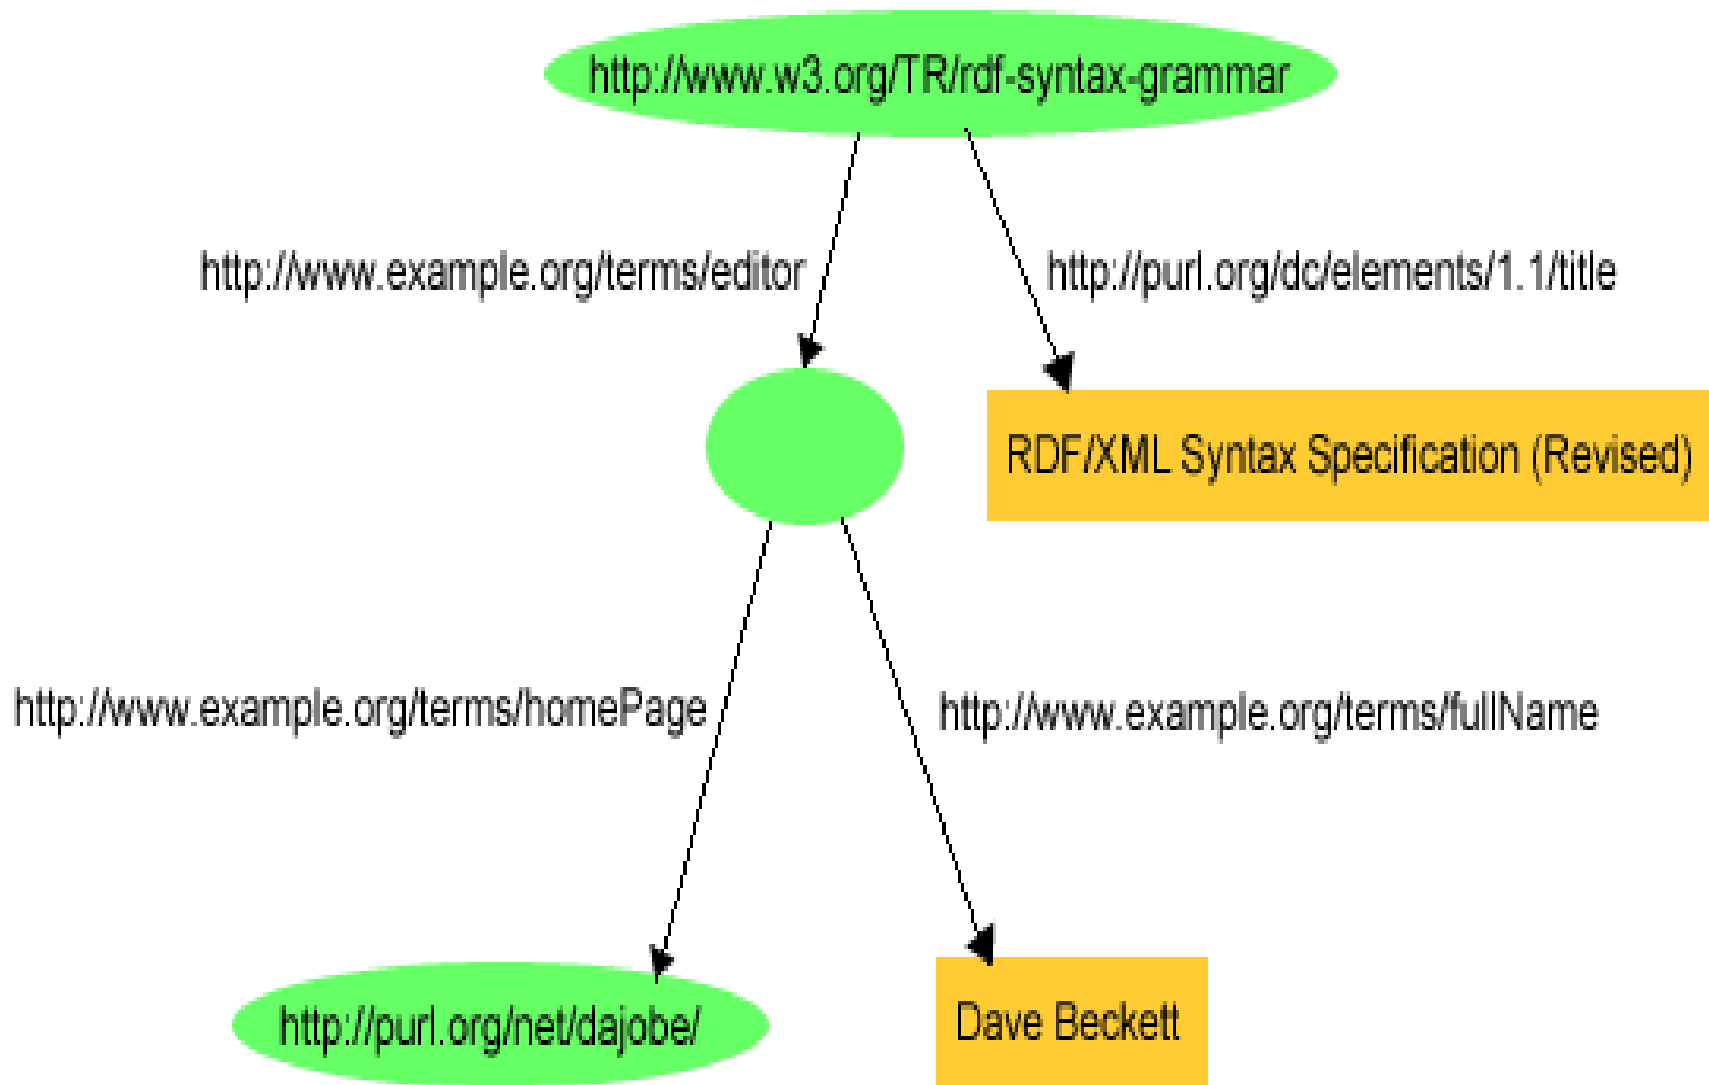 http://www.w3.org/TR/rdf-syntax-grammar
http://www.example.org/terms/editor
http://purl.org/dc/elements/1.1/title
RDF/XML Syntax Specification (Revised)
http://www.example.org/terms/homePage
http://www.example.org/terms/fullName
http://purl.org/net/dajobe/
Dave Beckett